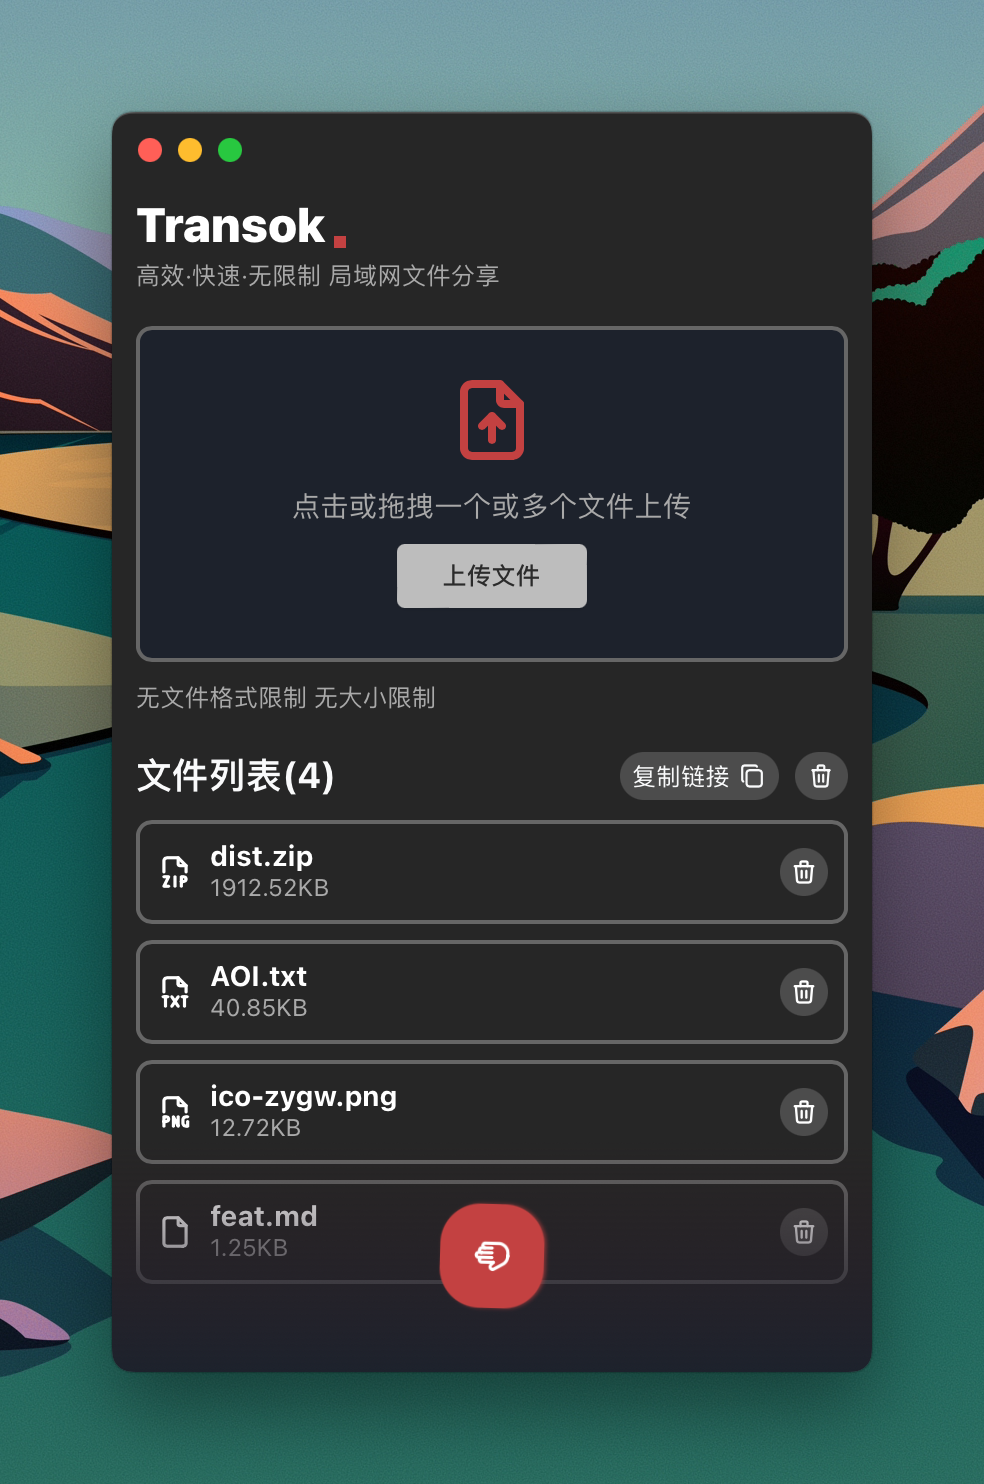 Transok
高效·快速·无限制 局域网文件分享
点击或拖拽一个或多个文件上传
上传文件
无文件格式限制 无大小限制
文件列表(4)
复制链接
ZIP
dist.zip
1912.52KB
TXT
AOI.txt
40.85KB
PNG
ico-zygw.png
12.72KB
feat.md
1.25KB